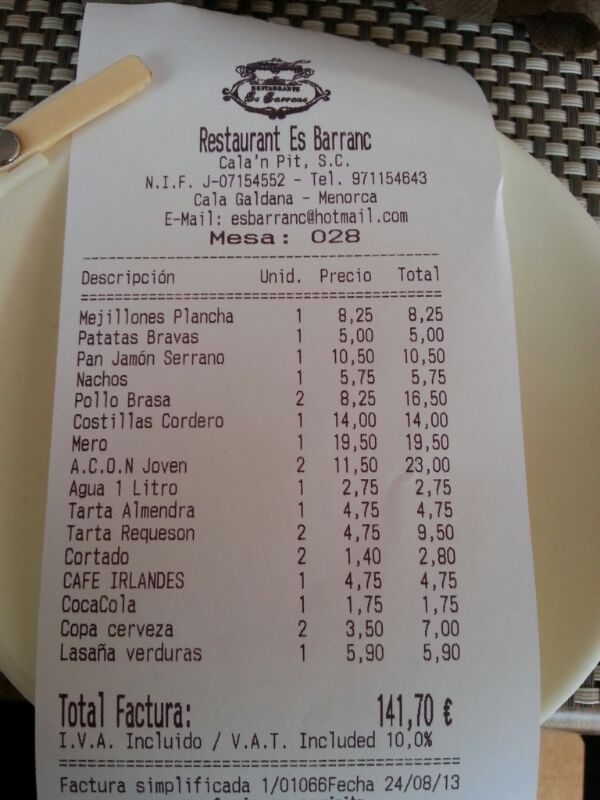 RESTAURANTE
Es Barranc
Restaurant Es Barranc
Cala'n Pit, S.C.
N.I.F. J-07154552 - Tel. 971154643
Cala Galdana - Menorca
E-Mail: esbarranc@hotmail.com
Mesa: 028
Descripción Unid. Precio Total
Mejillones Plancha 1 8,25 8,25
Patatas Bravas 1 5,00 5,00
Pan Jamón Serrano 1 10,50 10,50
Nachos 1 5,75 5,75
Pollo Brasa 2 8,25 16,50
Costillas Cordero 1 14,00 14,00
Mero 1 19,50 19,50
A.C.O.N Joven 2 11,50 23,00
Agua 1 Litro 1 2,75 2,75
Tarta Almendra 1 4,75 4,75
Tarta Requeson 2 4,75 9,50
Cortado 2 1,40 2,80
CAFE IRLANDES 1 4,75 4,75
CocaCola 1 1,75 1,75
Copa cerveza 2 3,50 7,00
Lasaña verduras 1 5,90 5,90
Total Factura: 141,70 €
I.V.A. Incluido / V.A.T. Included 10,0%
Factura simplificada 1/01066Fecha 24/08/13